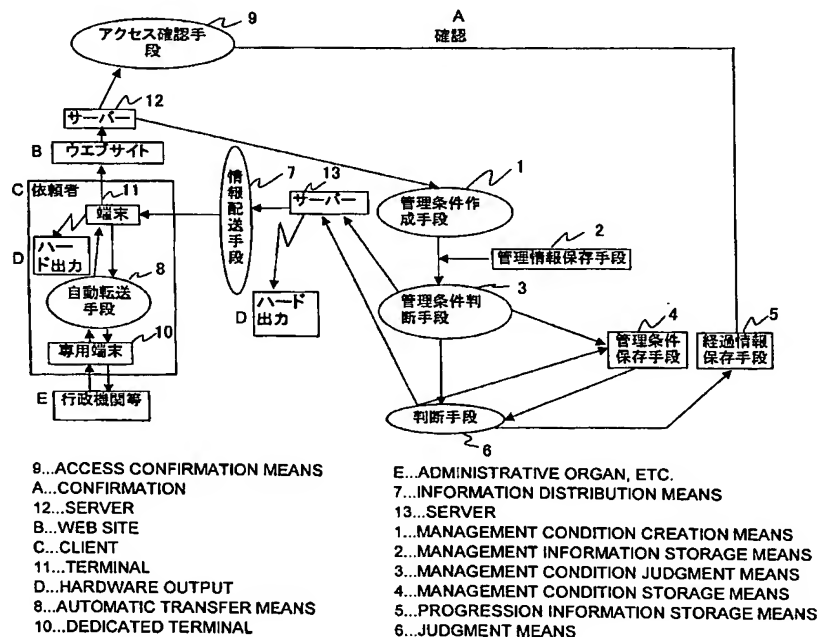 9
アクセス確認手
段
A
確認
12
サーバー
B
ウエブサイト
C
依頼者
11
端末
D
ハー
ド出力
8
自動転送
手段
10
専用端末
E
行政機関等
7
情報配送手段
13
サーバー
D
ハード
出力
1
管理条件作
成手段
2
管理情報保存手段
3
管理条件判
断手段
4
管理条件
保存手段
5
経過情報
保存手段
判断手段
6
9...ACCESS CONFIRMATION MEANS
A...CONFIRMATION
12...SERVER
B...WEB SITE
C...CLIENT
11...TERMINAL
D...HARDWARE OUTPUT
8...AUTOMATIC TRANSFER MEANS
10...DEDICATED TERMINAL
E...ADMINISTRATIVE ORGAN, ETC.
7...INFORMATION DISTRIBUTION MEANS
13...SERVER
1...MANAGEMENT CONDITION CREATION MEANS
2...MANAGEMENT INFORMATION STORAGE MEANS
3...MANAGEMENT CONDITION JUDGMENT MEANS
4...MANAGEMENT CONDITION STORAGE MEANS
5...PROGRESSION INFORMATION STORAGE MEANS
6...JUDGMENT MEANS